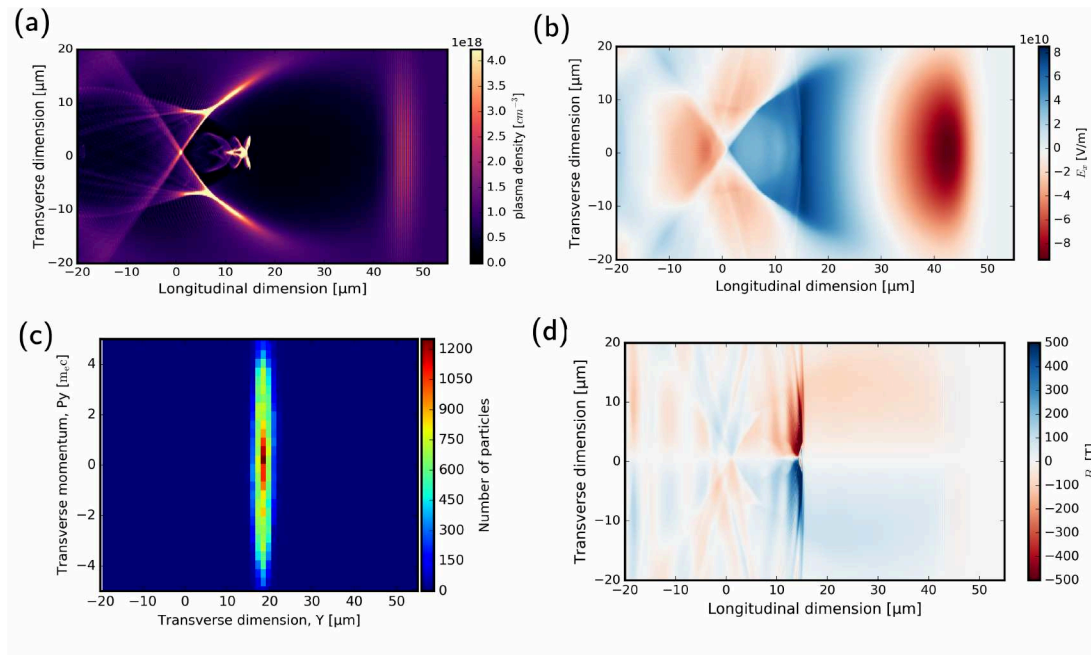 (a)
1e18
20
10
0
−10
−20
Transverse dimension [μm]
−20 −10 0 10 20 30 40 50
Longitudinal dimension [μm]
4.0
3.5
3.0
2.5
2.0
1.5
1.0
0.5
0.0
plasma density [cm⁻³]
(b)
1e10
20
10
0
−10
−20
Transverse dimension [μm]
−20 −10 0 10 20 30 40 50
Longitudinal dimension [μm]
8
6
4
2
0
−2
−4
−6
−8
Eₓ [V/m]
(c)
4
2
0
−2
−4
Transverse momentum, Py [mₑc]
−20 −10 0 10 20 30 40 50
Transverse dimension, Y [μm]
1200
1050
900
750
600
450
300
150
0
Number of particles
(d)
20
10
0
−10
20
Transverse dimension [μm]
−20 −10 0 10 20 30 40 50
Longitudinal dimension [μm]
500
400
300
200
100
0
−100
−200
−300
−400
−500
[T]